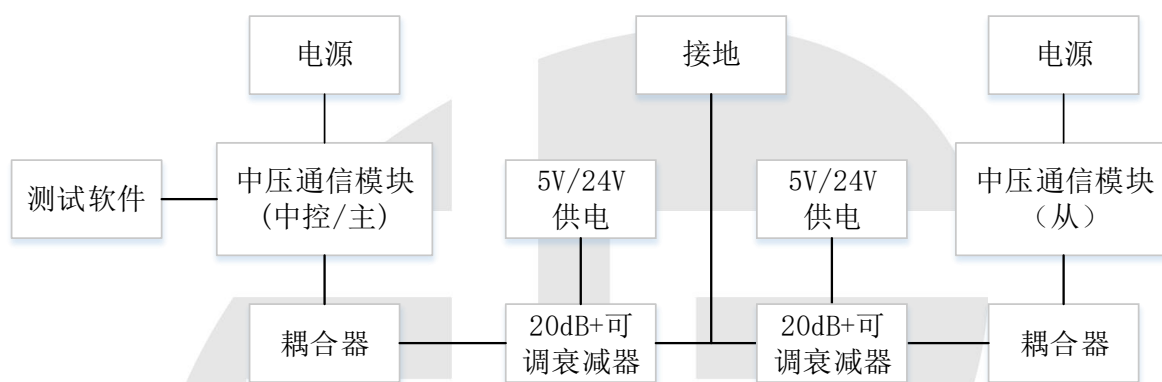 电源
接地
电源
测试软件
中压通信模块
(中控/主)
5V/24V
供电
5V/24V
供电
中压通信模块
（从）
耦合器
20dB+可
调衰减器
20dB+可
调衰减器
耦合器